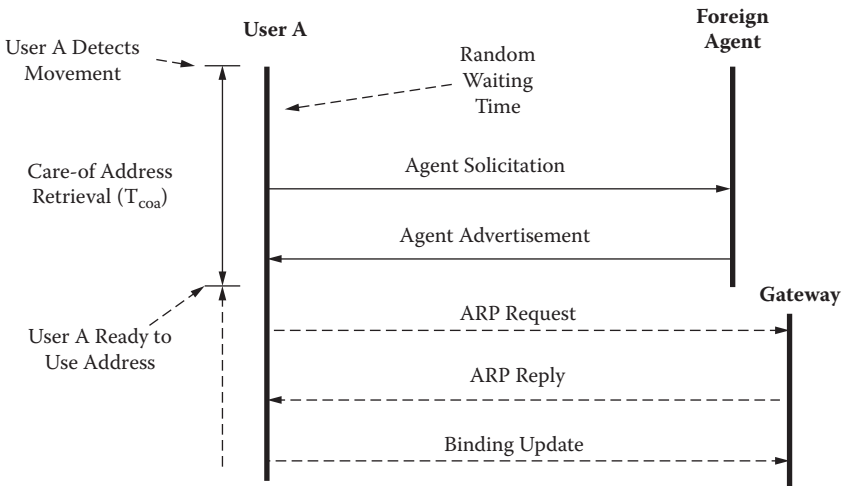 User A
Foreign
Agent
User A Detects
Movement
Random
Waiting
Time
Care-of Address
Retrieval (Tcoa)
Agent Solicitation
Agent Advertisement
Gateway
User A Ready to
Use Address
ARP Request
ARP Reply
Binding Update